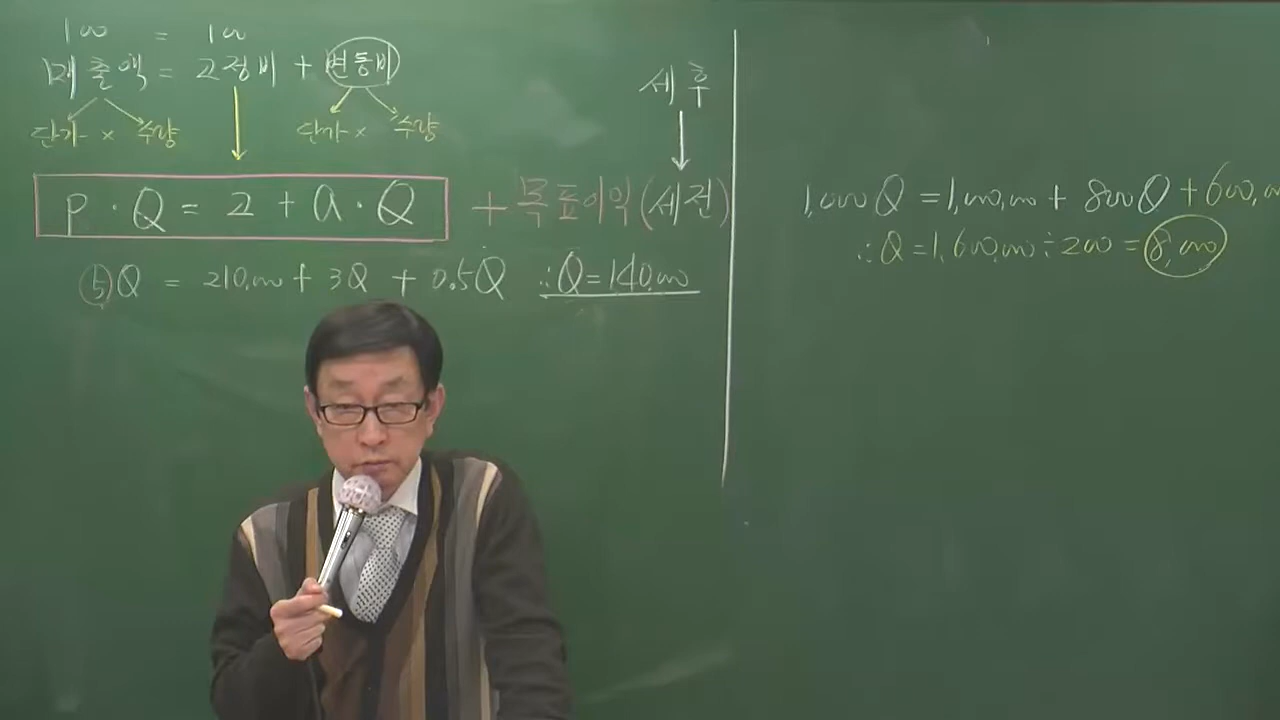 100 = 100
매출액 = 고정비 + 변동비
단가 × 수량 단가 × 수량
세후
P · Q = 고 + a · Q + 목표이익(세전)
⑤Q = 210,000 + 3Q + 0.5Q ∴Q = 140,000
1,000Q = 1,000,000 + 800Q + 600,00
∴Q = 1,600,000 ÷ 200 = 8,000